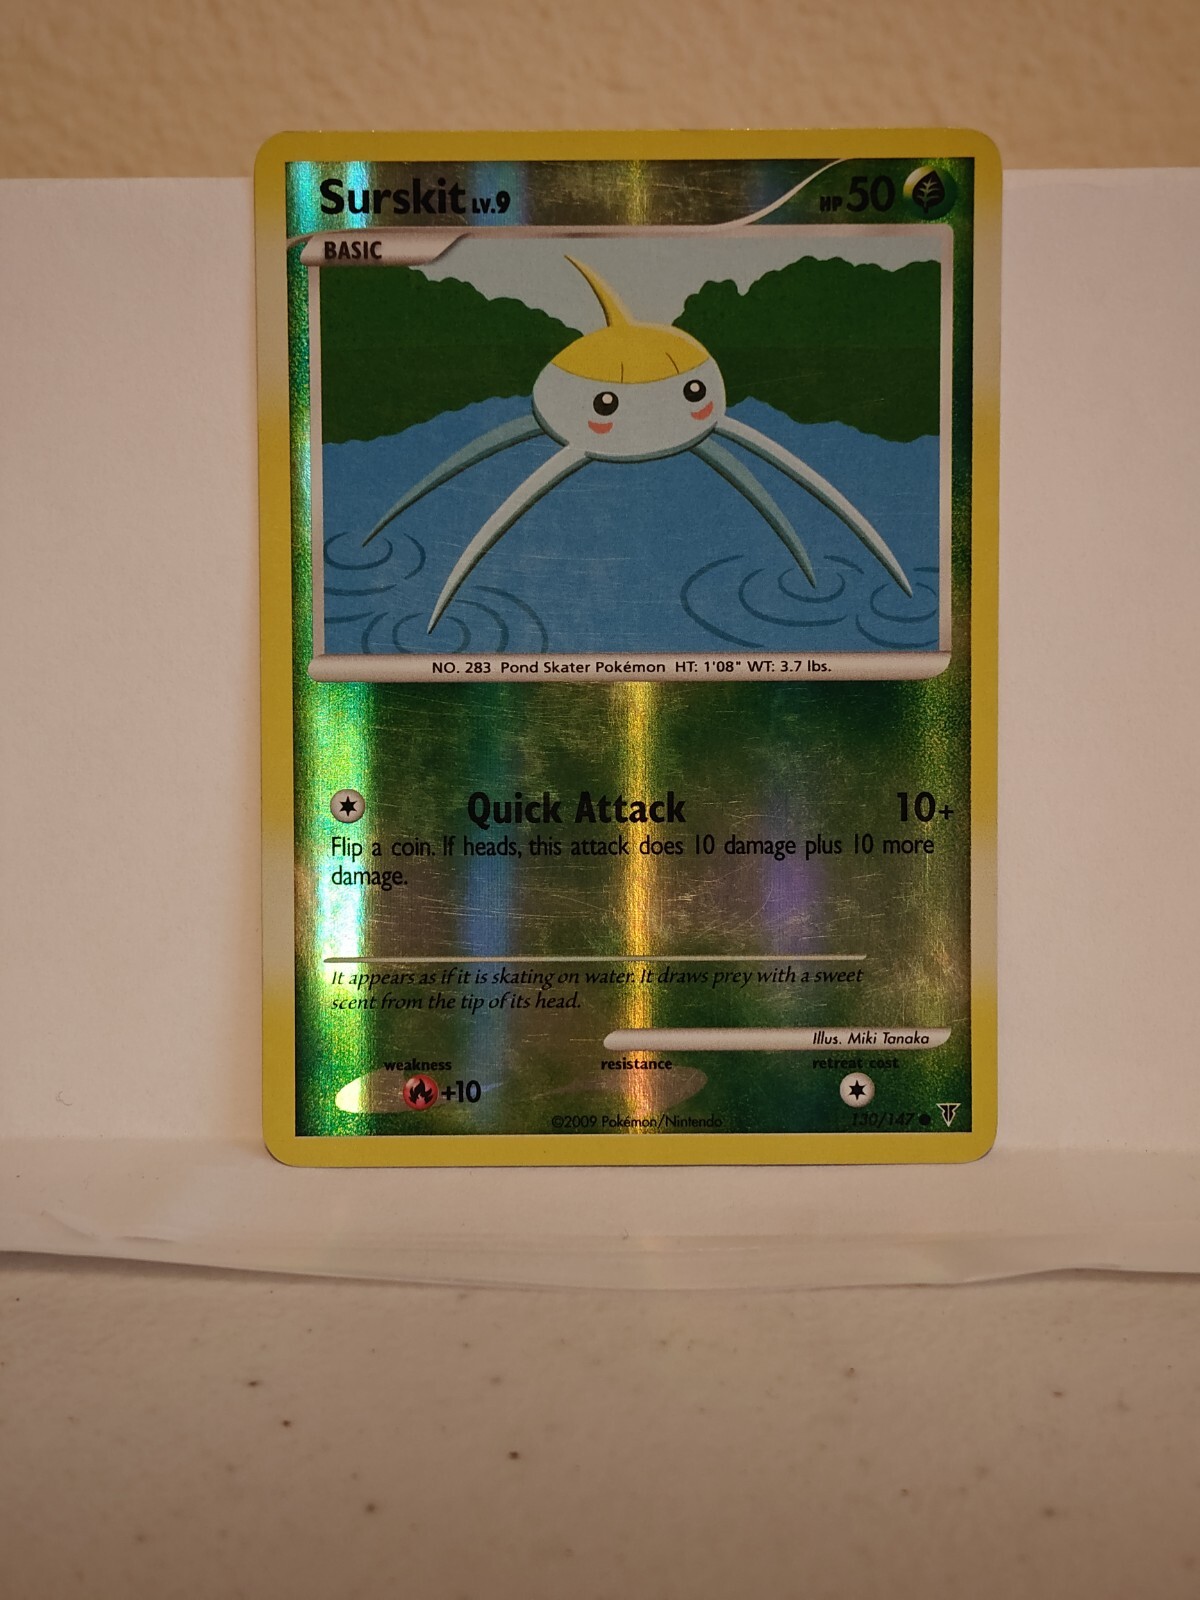 Surskit LV.9 HP 50
BASIC
NO. 283 Pond Skater Pokémon HT: 1'08" WT: 3.7 lbs.
Quick Attack 10+
Flip a coin. If heads, this attack does 10 damage plus 10 more
damage.
It appears as if it is skating on water. It draws prey with a sweet
scent from the tip of its head.
Illus. Miki Tanaka
weakness resistance retreat cost
+10
©2009 Pokémon/Nintendo 130/147